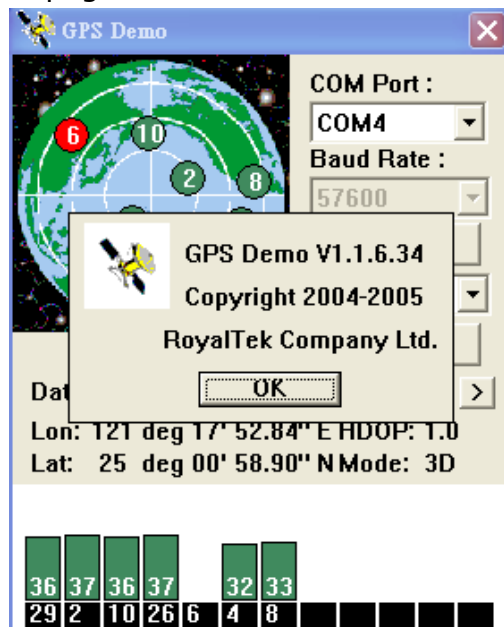 GPS Demo
COM Port :
COM4
Baud Rate :
57600
6
10
2
8
GPS Demo V1.1.6.34
Copyright 2004-2005
RoyalTek Company Ltd.
OK
Dat
>
Lon: 121 deg 17' 52.84" E HDOP: 1.0
Lat: 25 deg 00' 58.90" N Mode: 3D
36 37 36 37 32 33
29 2 10 26 6 4 8